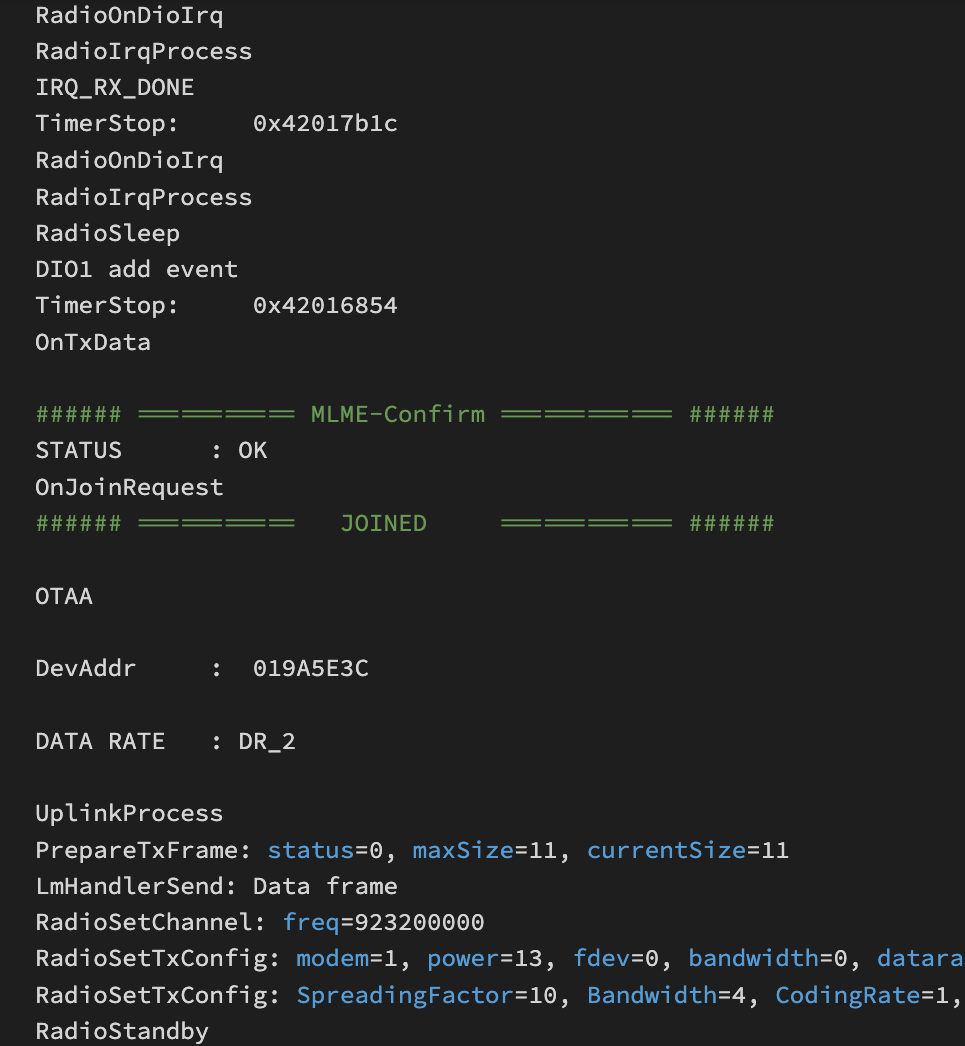 RadioOnDioIrq
RadioIrqProcess
IRQ_RX_DONE
TimerStop:     0x42017b1c
RadioOnDioIrq
RadioIrqProcess
RadioSleep
DIO1 add event
TimerStop:     0x42016854
OnTxData
###### =========== MLME-Confirm ============ ######
STATUS      : OK
OnJoinRequest
###### ===========   JOINED     ============ ######
OTAA
DevAddr     :  019A5E3C
DATA RATE   : DR_2
UplinkProcess
PrepareTxFrame: status=0, maxSize=11, currentSize=11
LmHandlerSend: Data frame
RadioSetChannel: freq=923200000
RadioSetTxConfig: modem=1, power=13, fdev=0, bandwidth=0, datara
RadioSetTxConfig: SpreadingFactor=10, Bandwidth=4, CodingRate=1,
RadioStandby